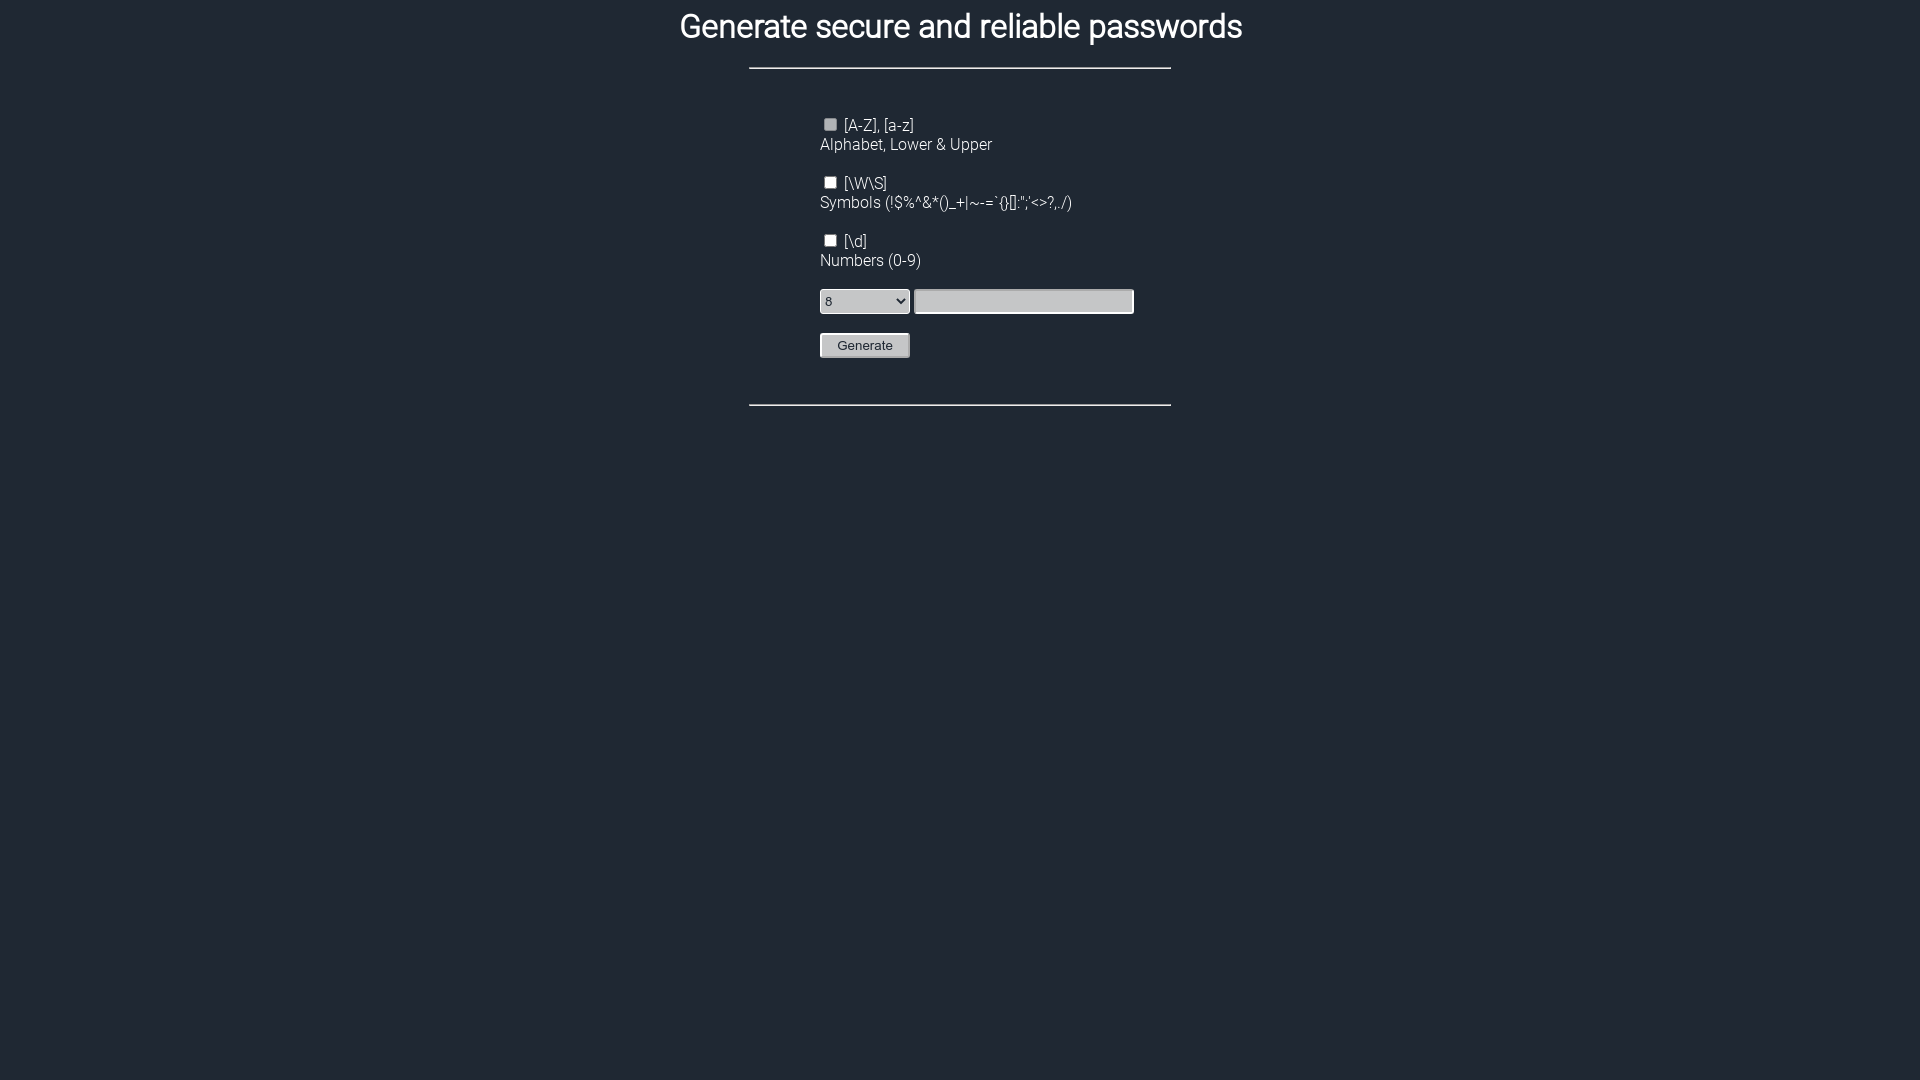 Generate secure and reliable passwords
[A-Z], [a-z]
Alphabet, Lower & Upper
[\W\S]
Symbols (!$%^&*()_+|~-=`{}[]:";'<>?,./)
[\d]
Numbers (0-9)
8
Generate